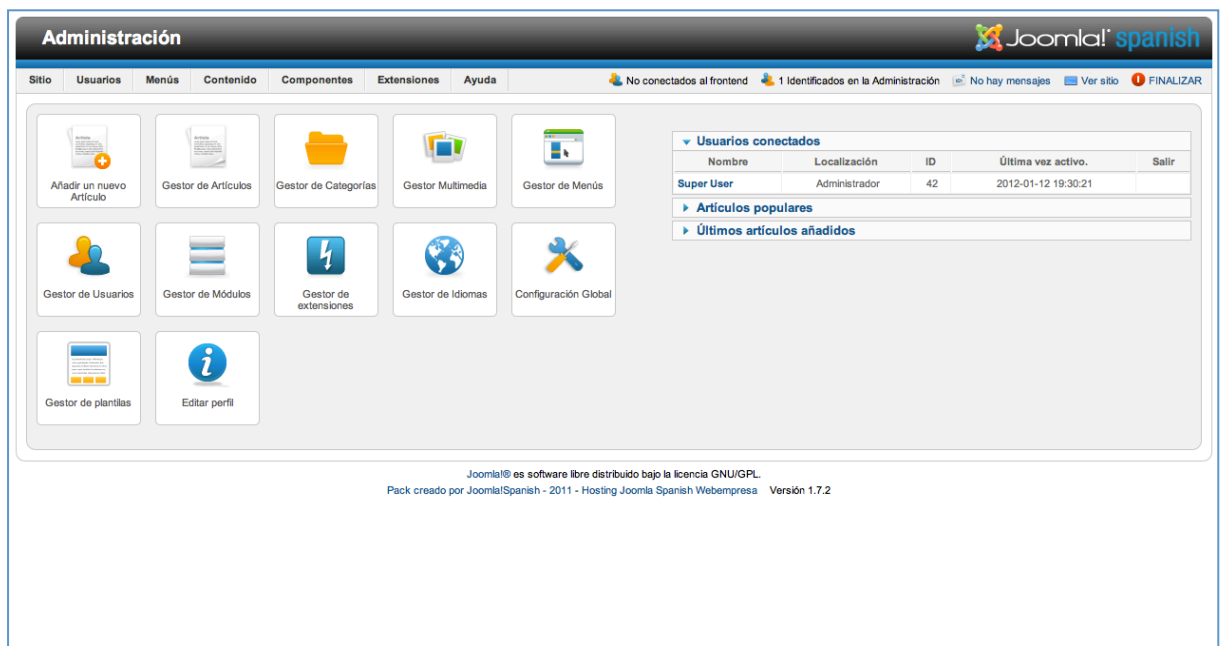 Administración
Joomla!® spanish
Sitio Usuarios Menús Contenido Componentes Extensiones Ayuda
No conectados al frontend 1 Identificados en la Administración No hay mensajes Ver sitio FINALIZAR
Añadir un nuevo
Artículo
Gestor de Artículos
Gestor de Categorías
Gestor Multimedia
Gestor de Menús
Gestor de Usuarios
Gestor de Módulos
Gestor de
extensiones
Gestor de Idiomas
Configuración Global
Gestor de plantilas
Editar perfil
Usuarios conectados
Nombre Localización ID Última vez activo. Salir
Super User Administrador 42 2012-01-12 19:30:21
Artículos populares
Últimos artículos añadidos
Joomla!® es software libre distribuido bajo la licencia GNU/GPL.
Pack creado por Joomla!Spanish - 2011 - Hosting Joomla Spanish Webempresa Versión 1.7.2